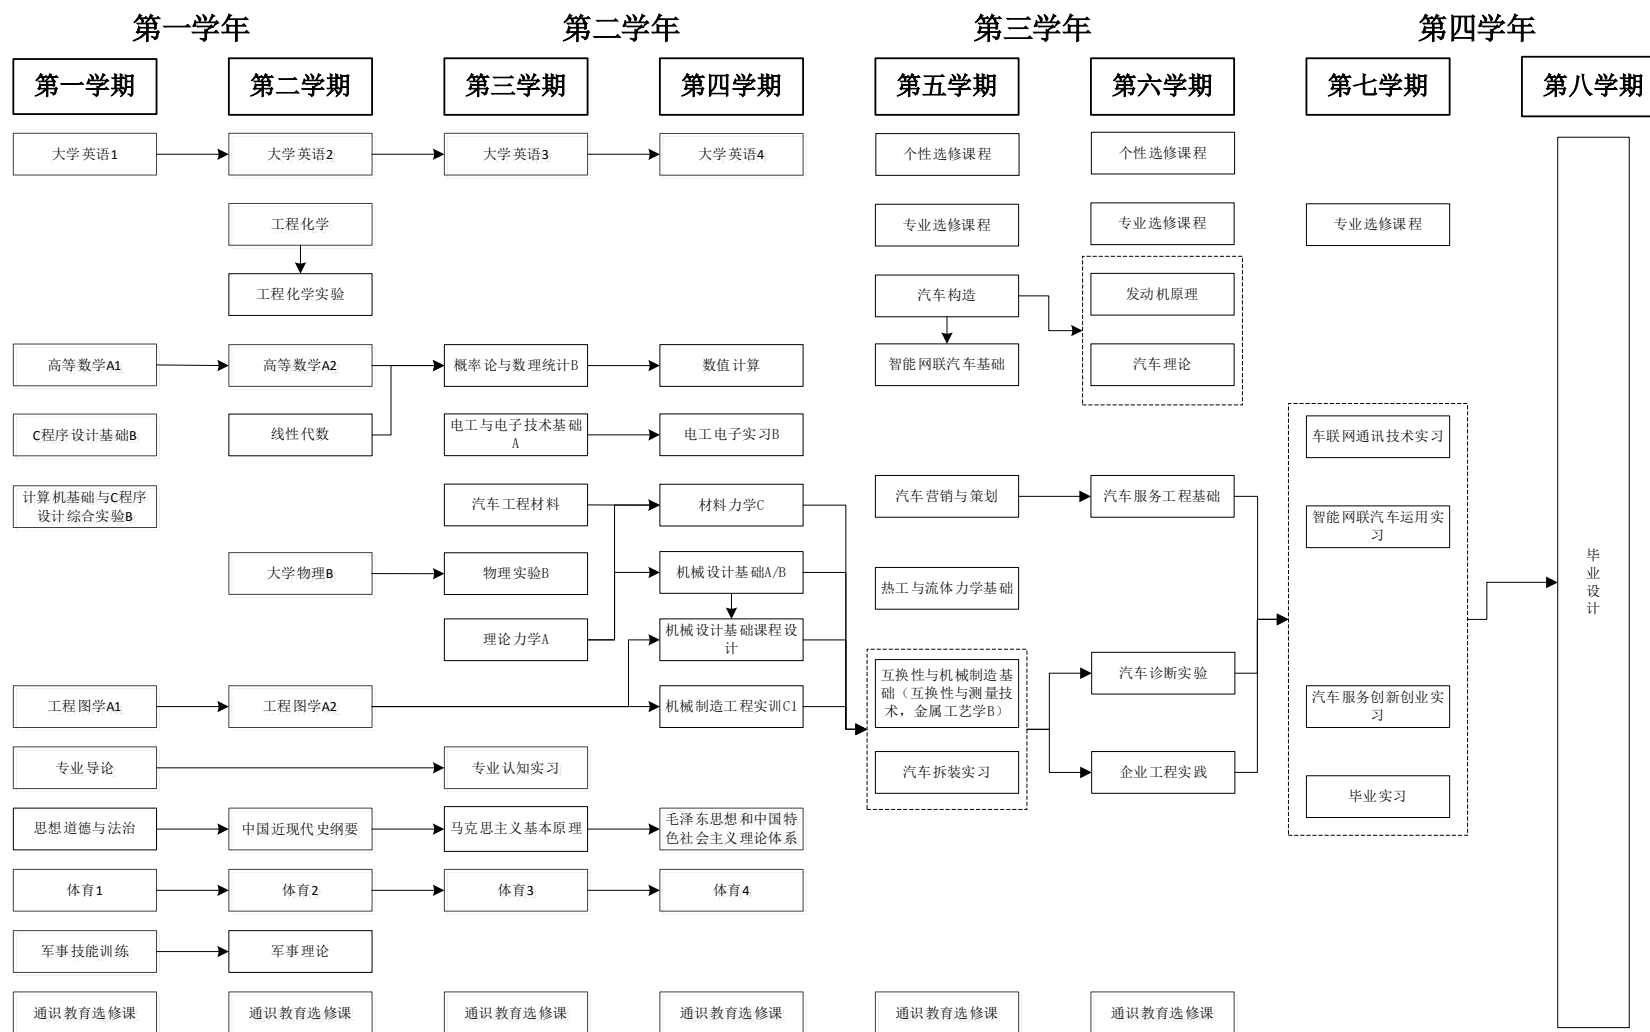 第一学年
第二学年
第三学年
第四学年
第一学期
第二学期
第三学期
第四学期
第五学期
第六学期
第七学期
第八学期
大学英语1
大学英语2
大学英语3
大学英语4
个性选修课程
个性选修课程
工程化学
专业选修课程
专业选修课程
专业选修课程
工程化学实验
汽车构造
发动机原理
高等数学A1
高等数学A2
概率论与数理统计B
数值计算
智能网联汽车基础
汽车理论
C程序设计基础B
线性代数
电工与电子技术基础
A
电工电子实习B
车联网通讯技术实习
计算机基础与C程序
设计综合实验B
汽车工程材料
材料力学C
汽车营销与策划
汽车服务工程基础
智能网联汽车运用实
习
大学物理B
物理实验B
机械设计基础A/B
热工与流体力学基础
毕
业
设
计
理论力学A
机械设计基础课程设
计
互换性与机械制造基
础（互换性与测量技
术，金属工艺学B）
汽车诊断实验
工程图学A1
工程图学A2
机械制造工程实训C1
汽车服务创新创业实
习
专业导论
专业认知实习
汽车拆装实习
企业工程实践
毕业实习
思想道德与法治
中国近现代史纲要
马克思主义基本原理
毛泽东思想和中国特
色社会主义理论体系
体育1
体育2
体育3
体育4
军事技能训练
军事理论
通识教育选修课
通识教育选修课
通识教育选修课
通识教育选修课
通识教育选修课
通识教育选修课